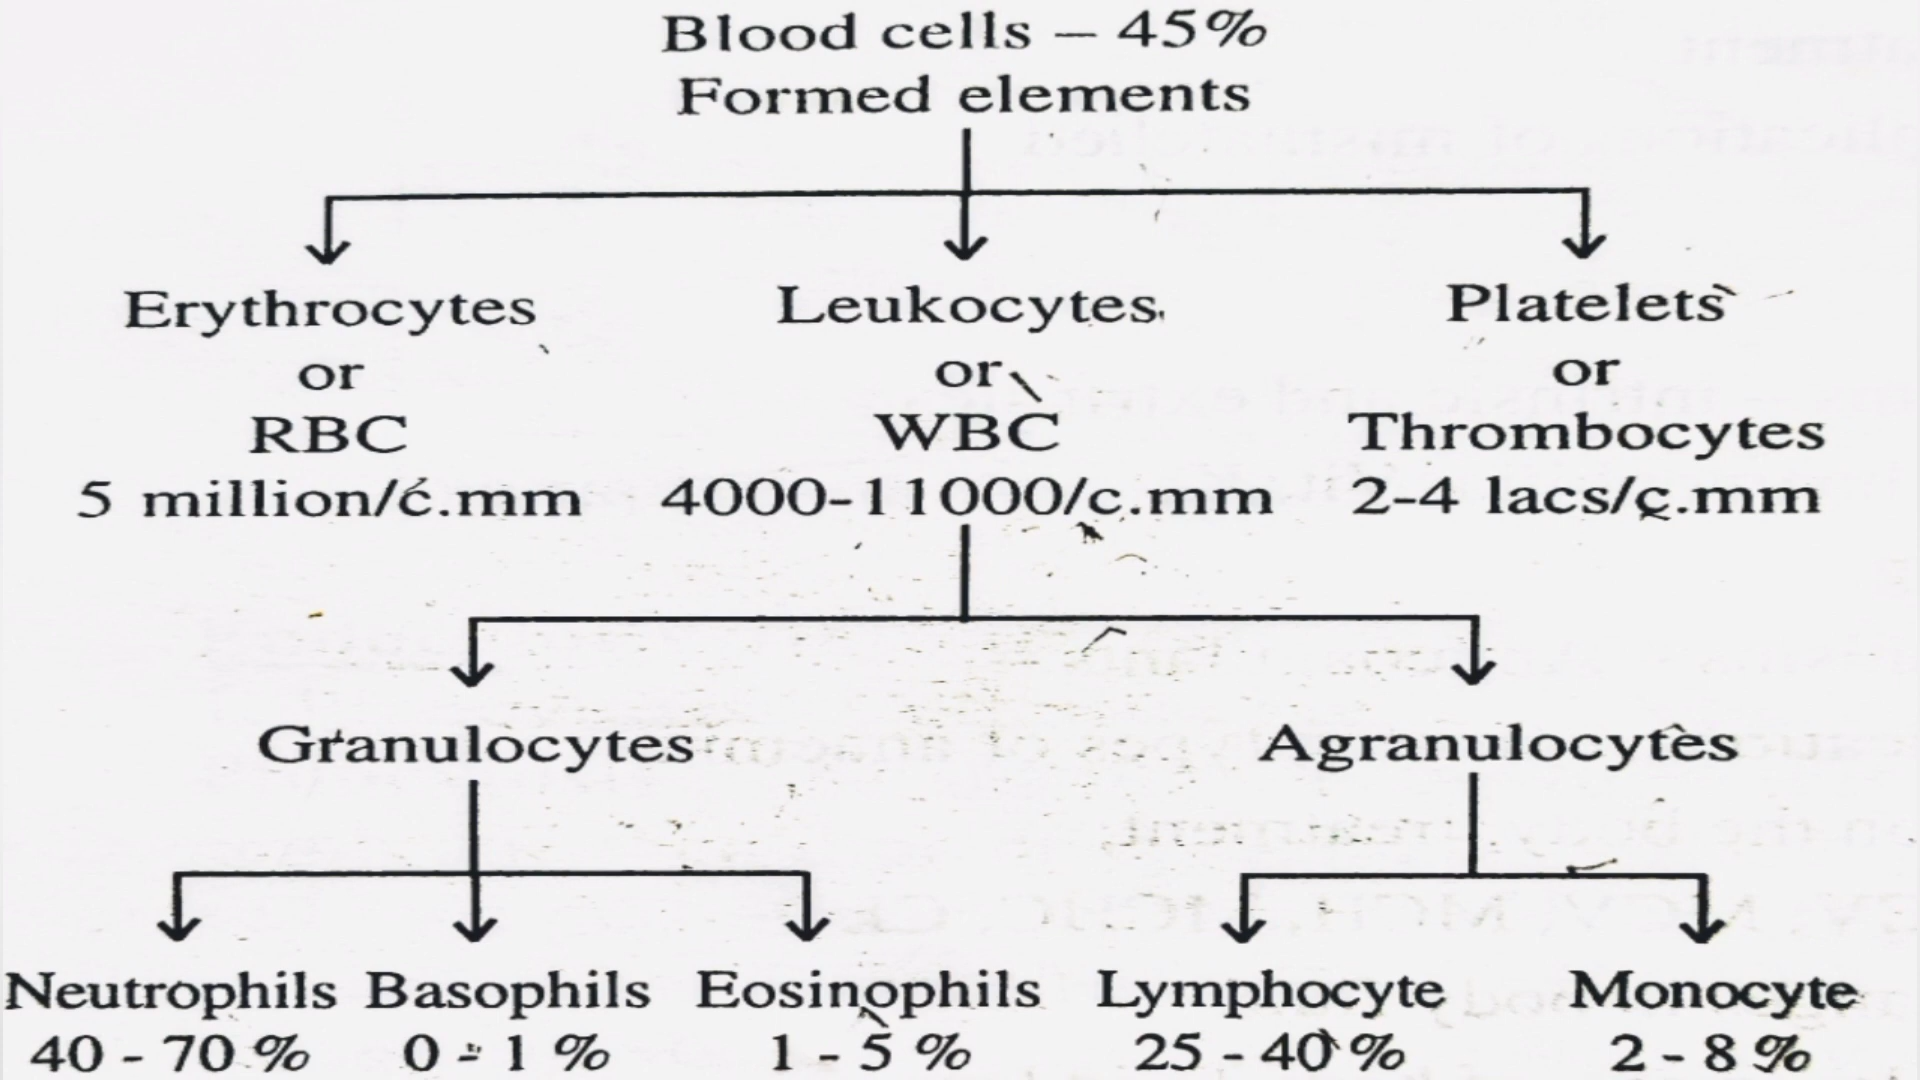 Blood cells – 45%
Formed elements
Erythrocytes
or
RBC
5 million/c.mm
Leukocytes
or
WBC
4000-11000/c.mm
Platelets
or
Thrombocytes
2-4 lacs/c.mm
Granulocytes
Agranulocytes
Neutrophils
40 - 70 %
Basophils
0 - 1 %
Eosinophils
1 - 5 %
Lymphocyte
25 - 40 %
Monocyte
2 - 8 %